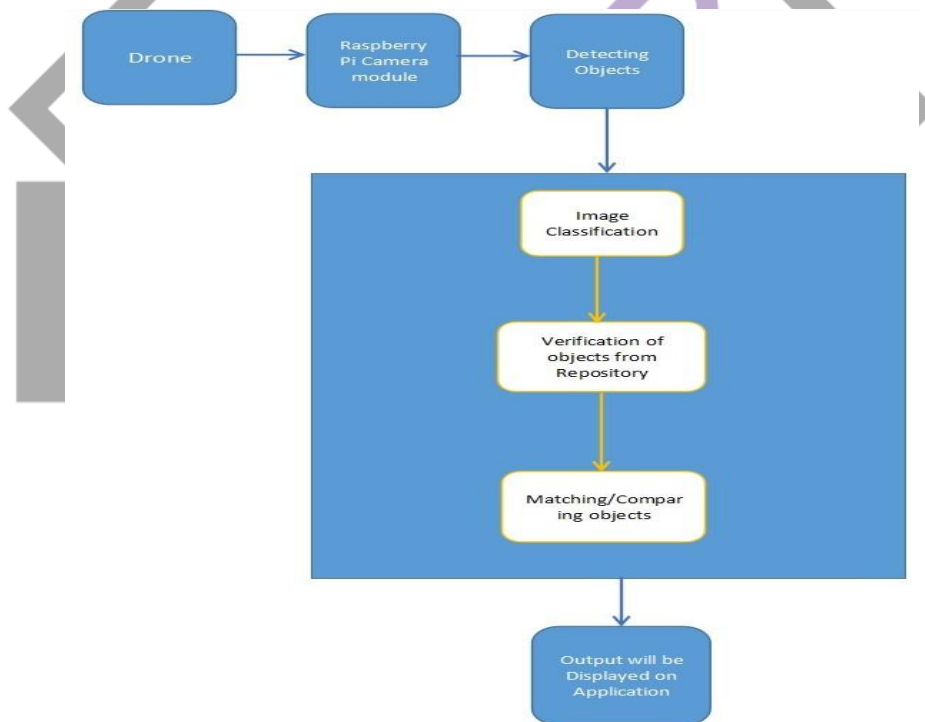 Drone
Raspberry
Pi Camera
module
Detecting
Objects
Image
Classification
Verification of
objects from
Repository
Matching/Compar
ing objects
Output will be
Displayed on
Application